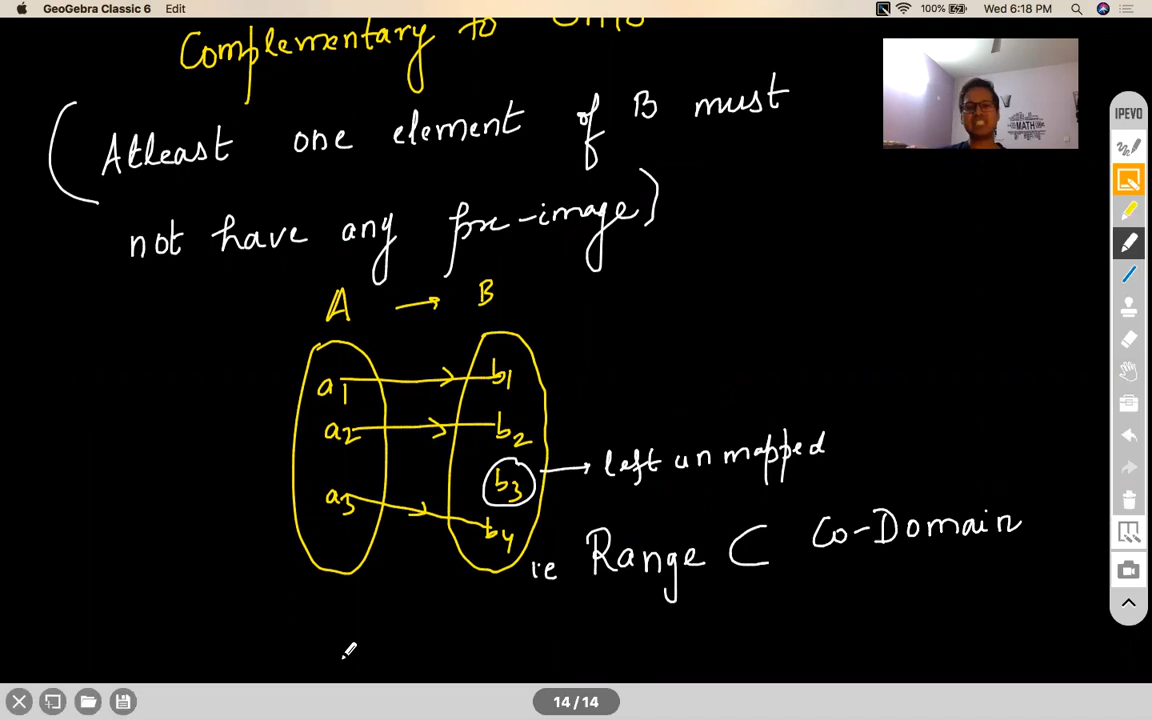 GeoGebra Classic 6 Edit 100% Wed 6:18 PM
Complementary to
(Atleast one element of B must
not have any pre-image)
MATH
IPEVO
A → B
a1 b1
a2 b2
b3 → left unmapped
a3 b4
ie Range ⊂ Co-Domain
14 / 14